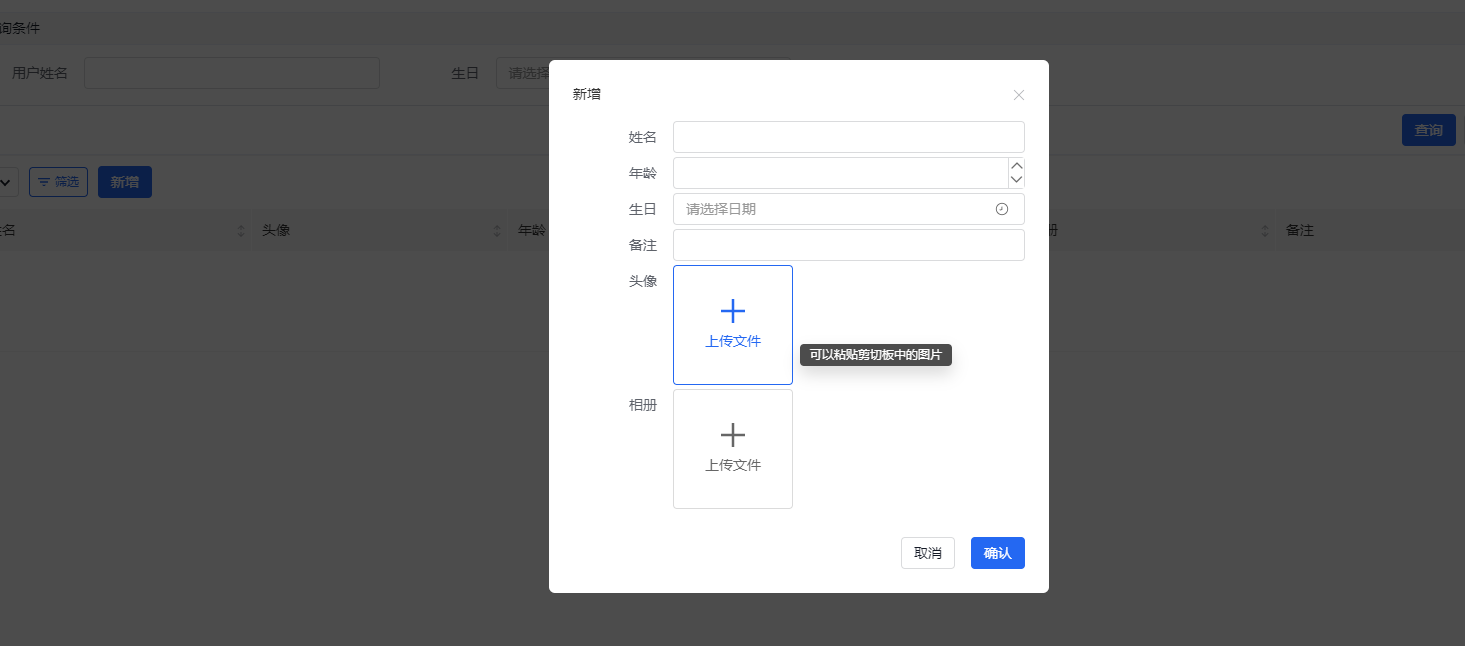 询条件
用户姓名
生日
请选择
查询
筛选
新增
姓名
头像
年龄
册
备注
新增
姓名
年龄
生日
请选择日期
备注
头像
上传文件
可以粘贴剪切板中的图片
相册
上传文件
取消
确认